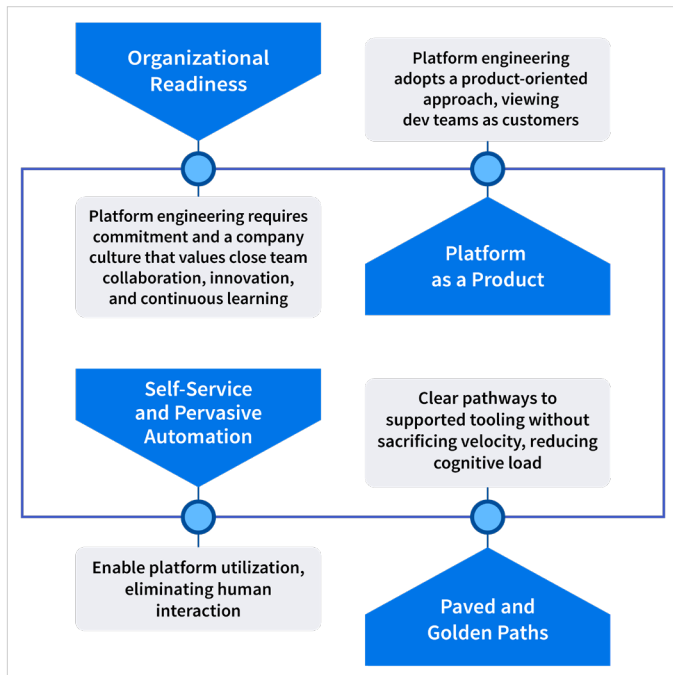 Organizational
Readiness
Platform engineering requires
commitment and a company
culture that values close team
collaboration, innovation,
and continuous learning
Platform engineering
adopts a product-oriented
approach, viewing
dev teams as customers
Platform
as a Product
Self-Service
and Pervasive
Automation
Enable platform utilization,
eliminating human
interaction
Clear pathways to
supported tooling without
sacrificing velocity, reducing
cognitive load
Paved and
Golden Paths